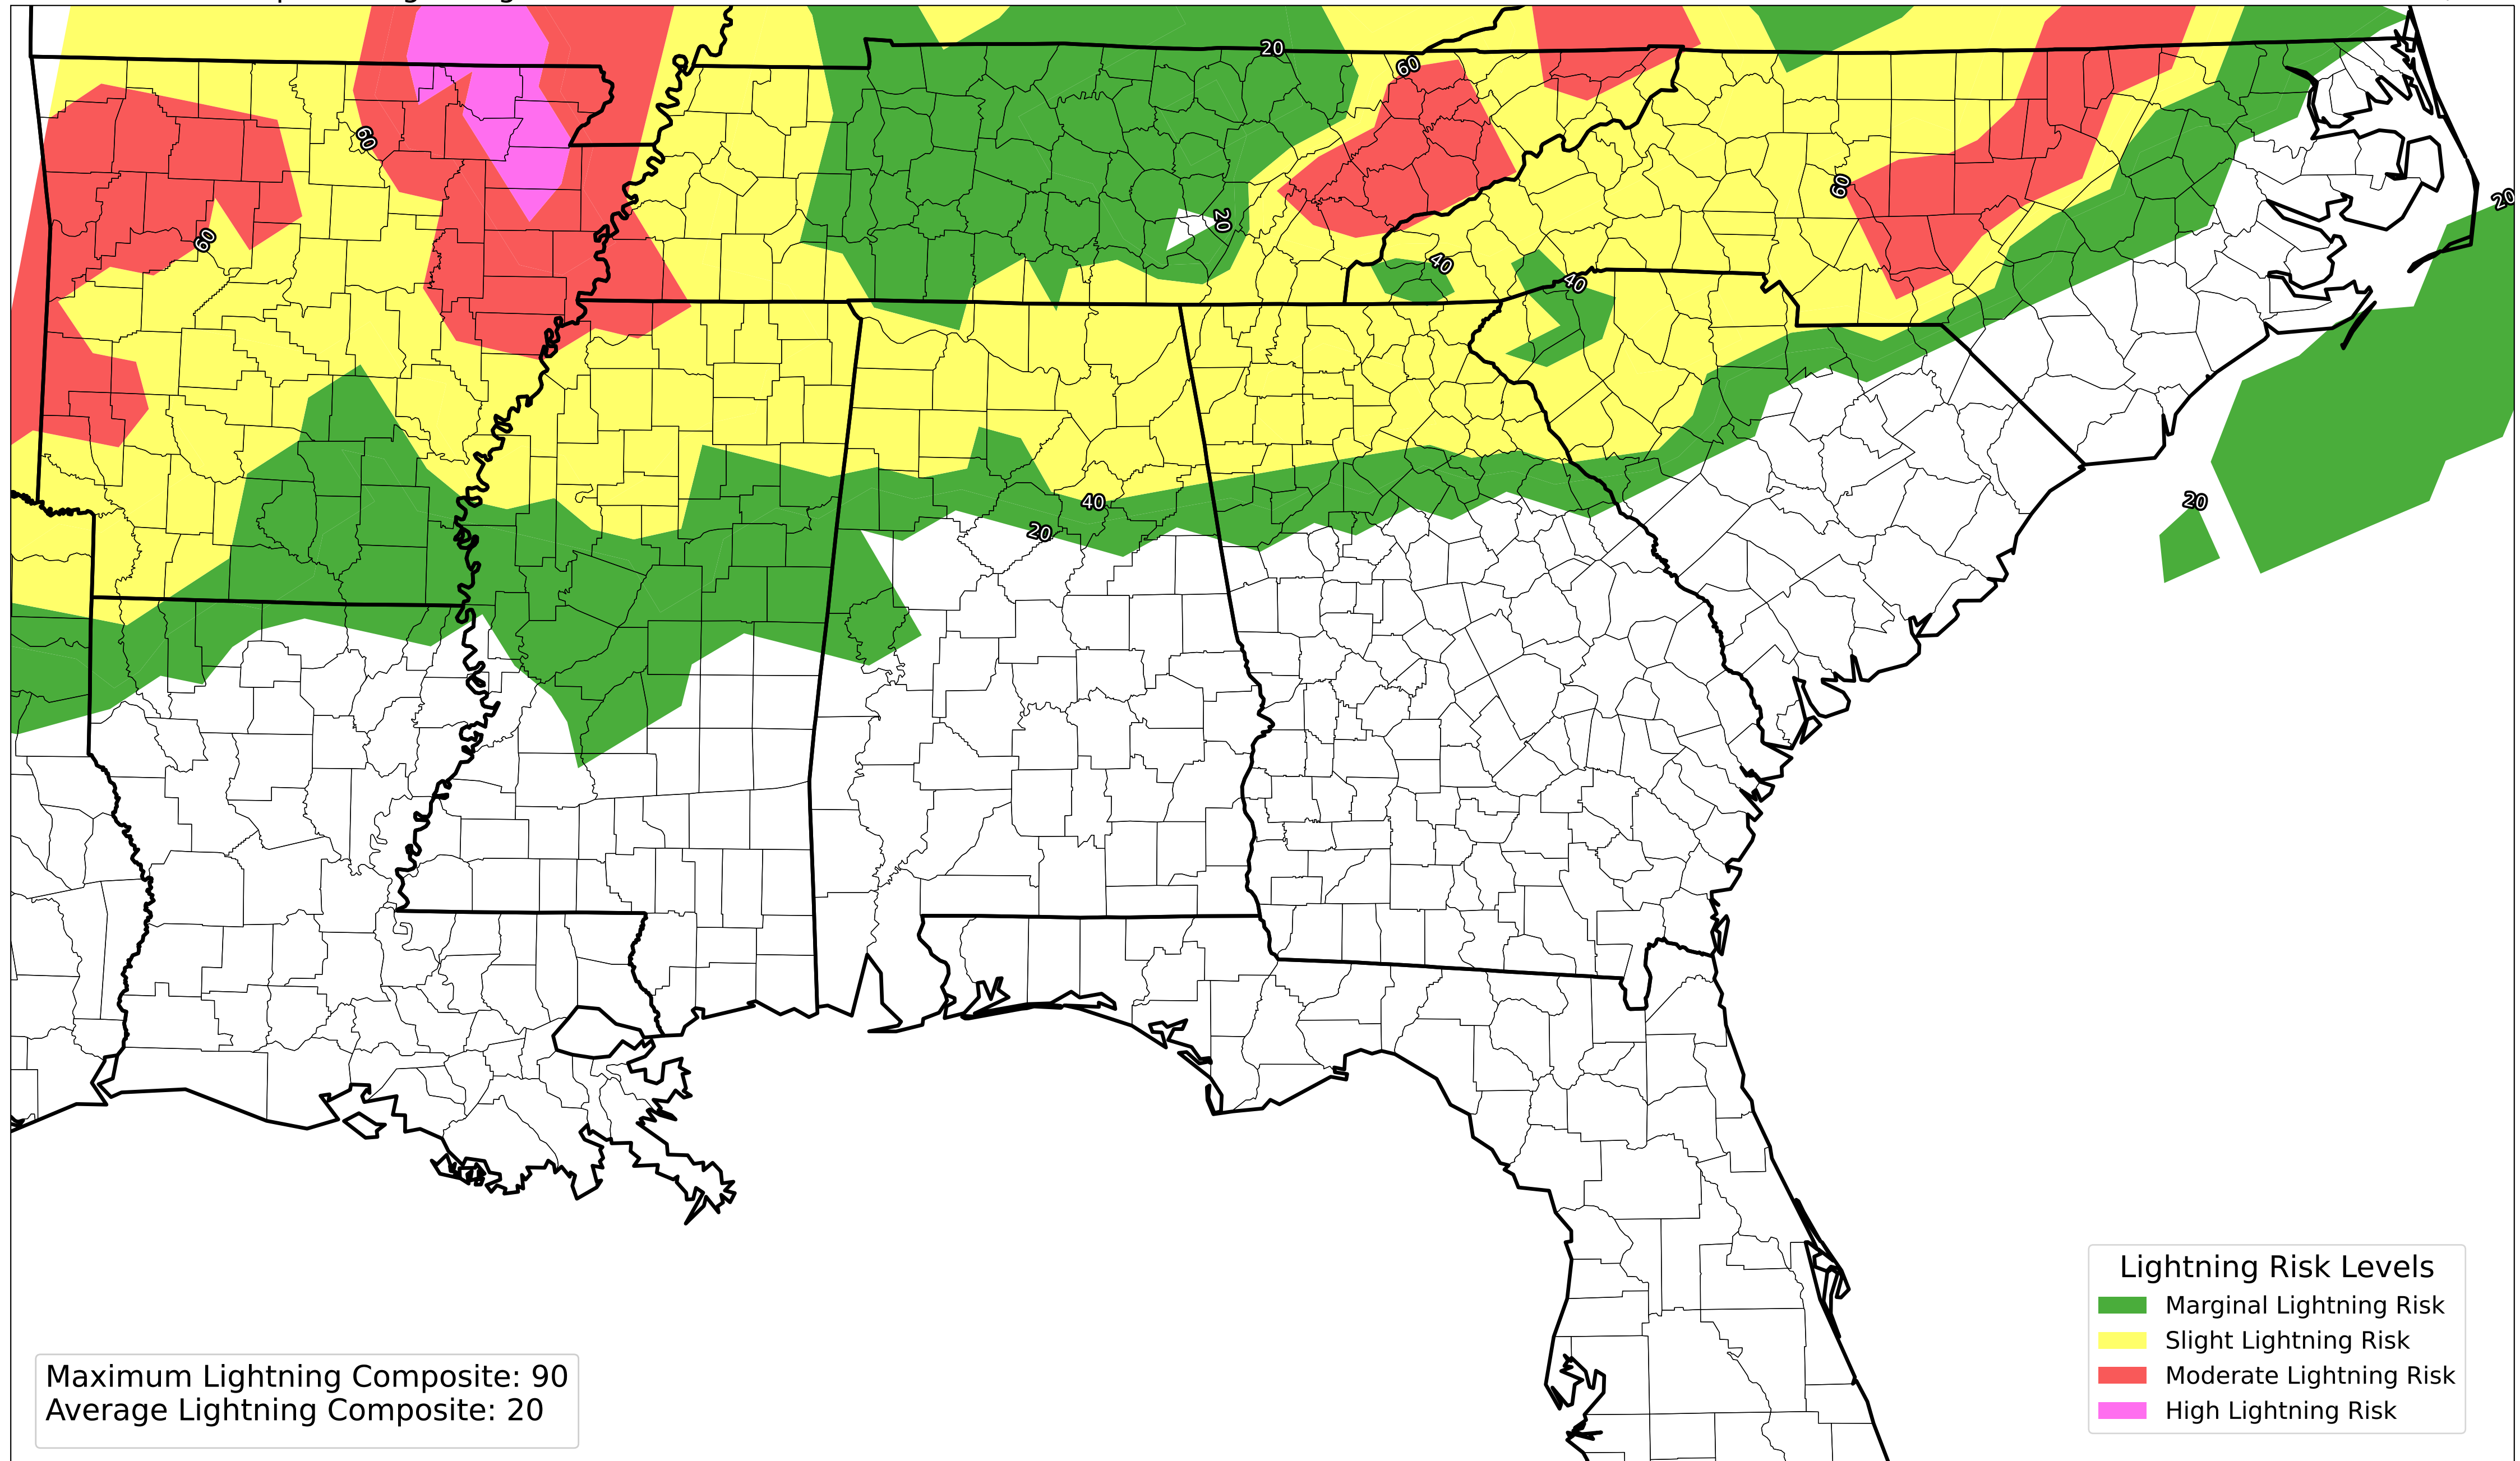 20
60
60
60
20
20
60
40
40
40
20
20
Lightning Risk Levels
Marginal Lightning Risk
Slight Lightning Risk
Moderate Lightning Risk
High Lightning Risk
Maximum Lightning Composite: 90
Average Lightning Composite: 20